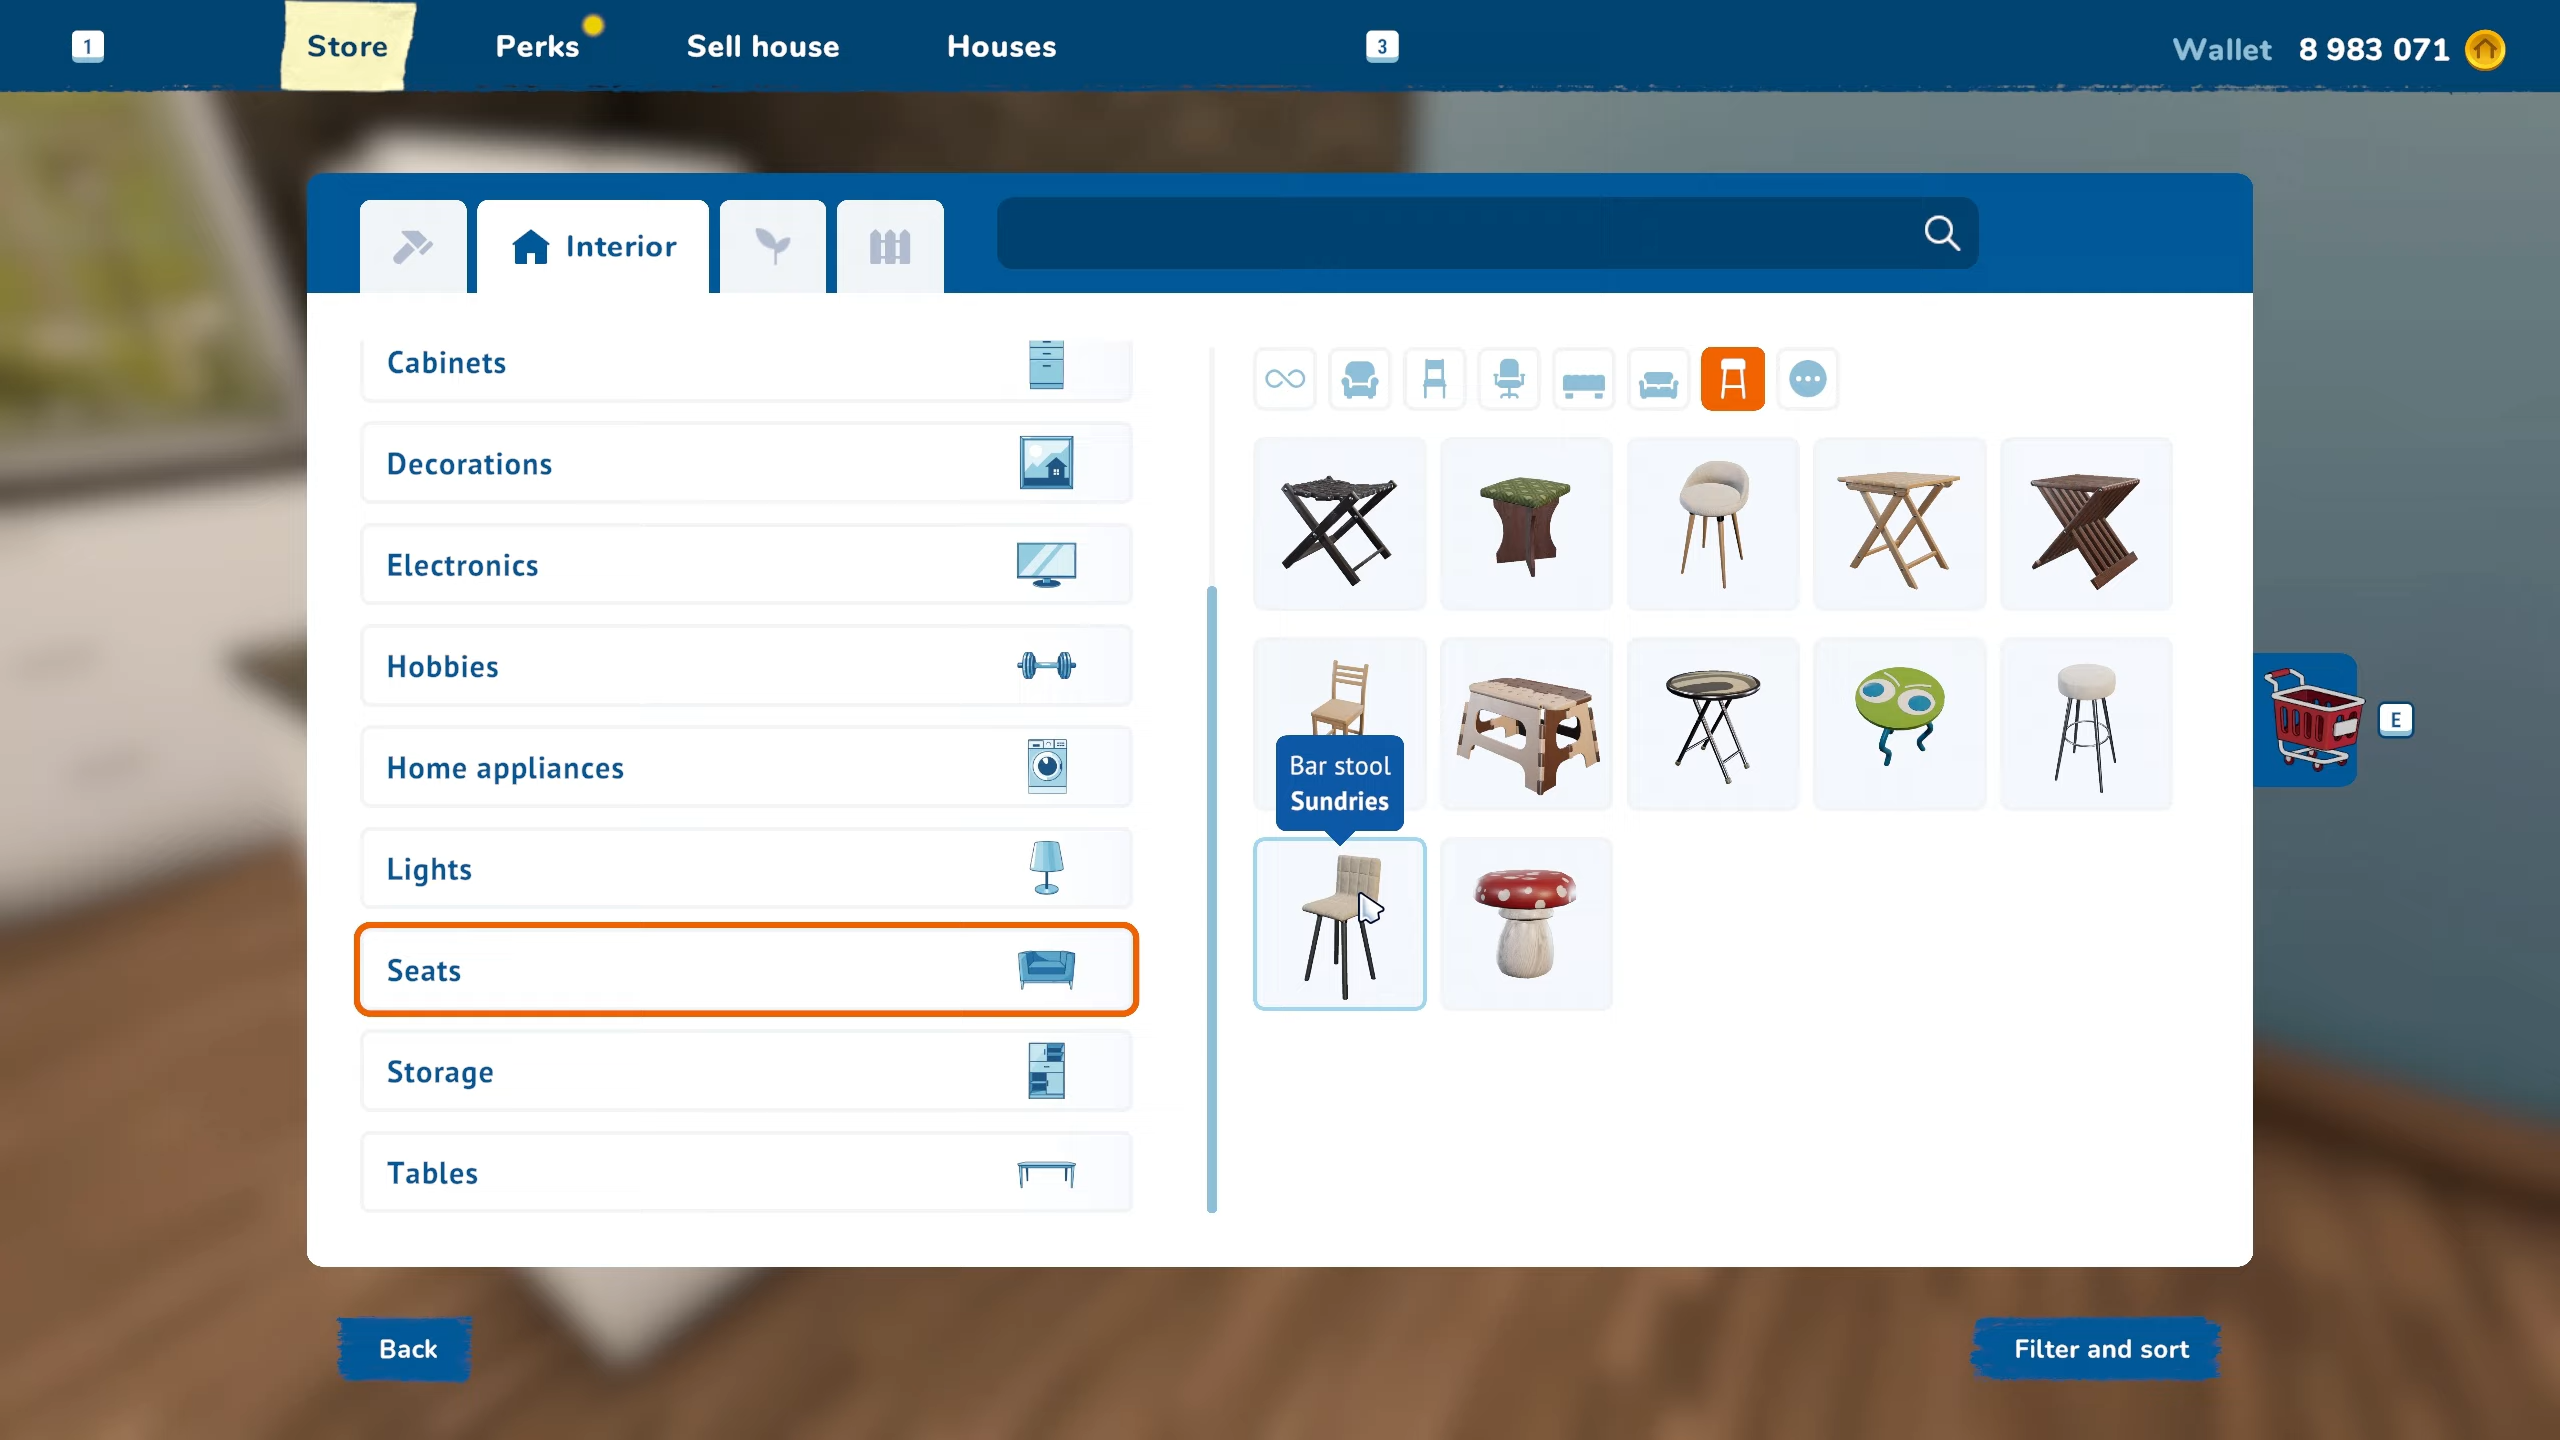 1
Store
Perks
Sell house
Houses
3
Wallet 8 983 071
Interior
Cabinets
Decorations
Electronics
Hobbies
Home appliances
Lights
Seats
Storage
Tables
Bar stool
Sundries
E
Back
Filter and sort